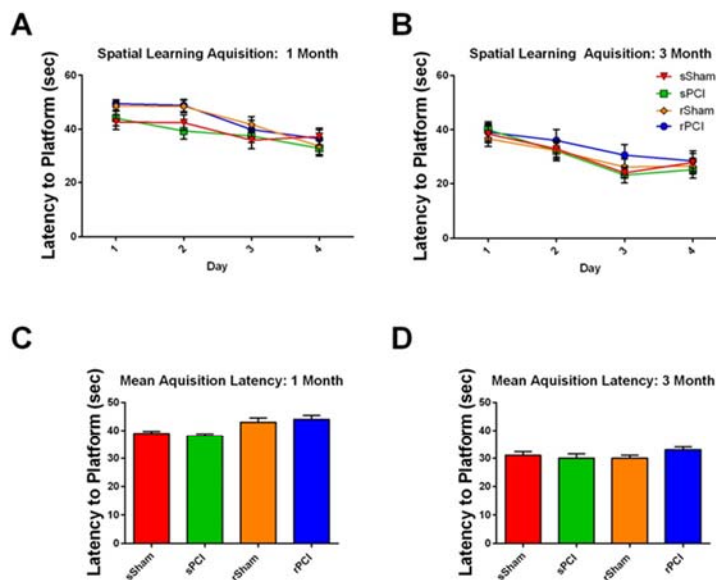 A
Spatial Learning Aquisition: 1 Month
Latency to Platform (sec)
60
40
20
0
1
2
3
4
Day
B
Spatial Learning Aquisition: 3 Month
Latency to Platform (sec)
60
40
20
0
1
2
3
4
Day
sSham
sPCI
rSham
rPCI
C
Mean Aquisition Latency: 1 Month
Latency to Platform (sec)
50
40
30
20
10
0
sSham
sPCI
rSham
rPCI
D
Mean Aquisition Latency: 3 Month
Latency to Platform (sec)
50
40
30
20
10
0
sSham
sPCI
rSham
rPCI